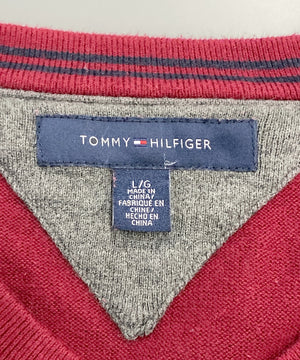 TOMMY HILFIGER
L/G
MADE IN
CHINA/
FABRIQUÉ EN
CHINE/
HECHO EN
CHINA